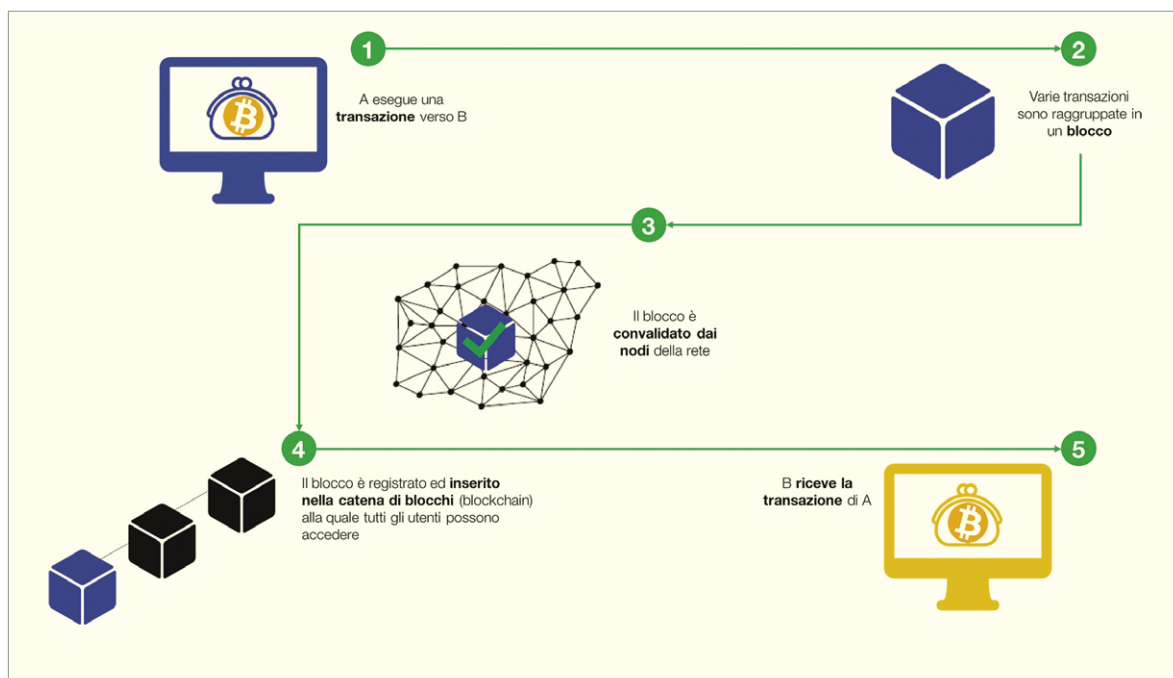 1
2
A esegue una
transazione verso B
Varie transazioni
sono raggruppate in
un blocco
3
Il blocco è
convalidato dai
nodi della rete
4
5
Il blocco è registrato ed inserito
nella catena di blocchi (blockchain)
alla quale tutti gli utenti possono
accedere
B riceve la
transazione di A